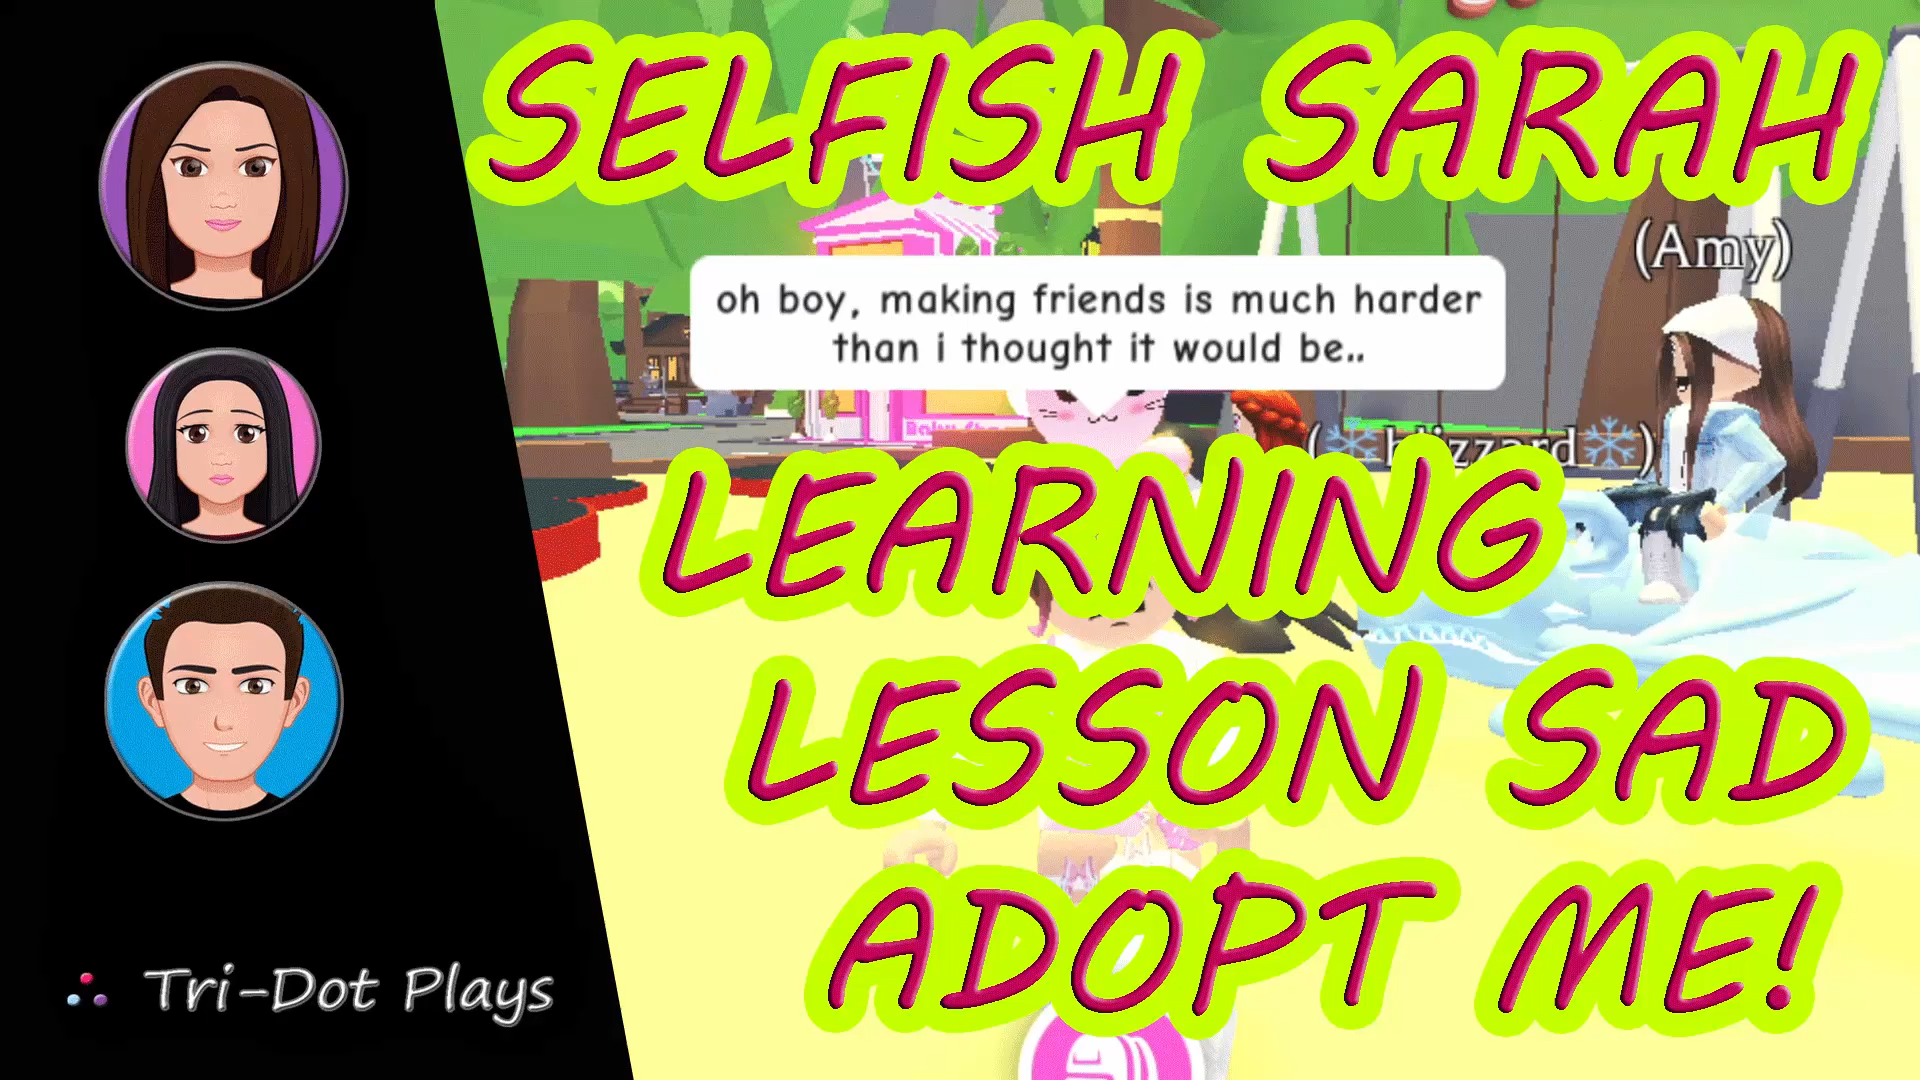 SELFISH SARAH
(Amy)
oh boy, making friends is much harder
than i thought it would be..
(❄blizzard❄)
LEARNING
LESSON SAD
ADOPT ME!
Tri-Dot Plays